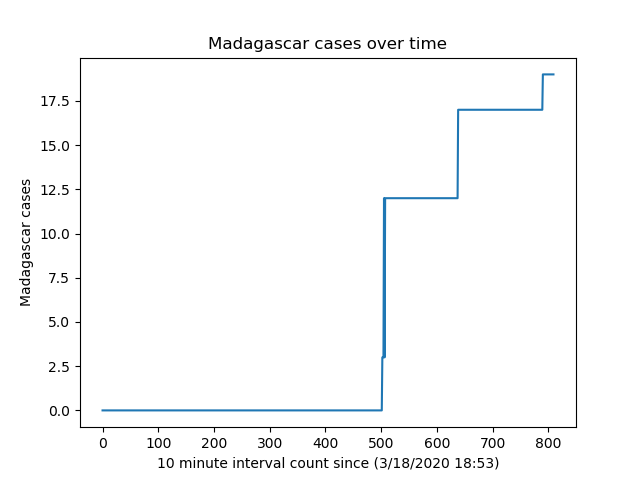 Madagascar cases over time
17.5
15.0
12.5
10.0
7.5
5.0
2.5
0.0
Madagascar cases
0 100 200 300 400 500 600 700 800
10 minute interval count since (3/18/2020 18:53)